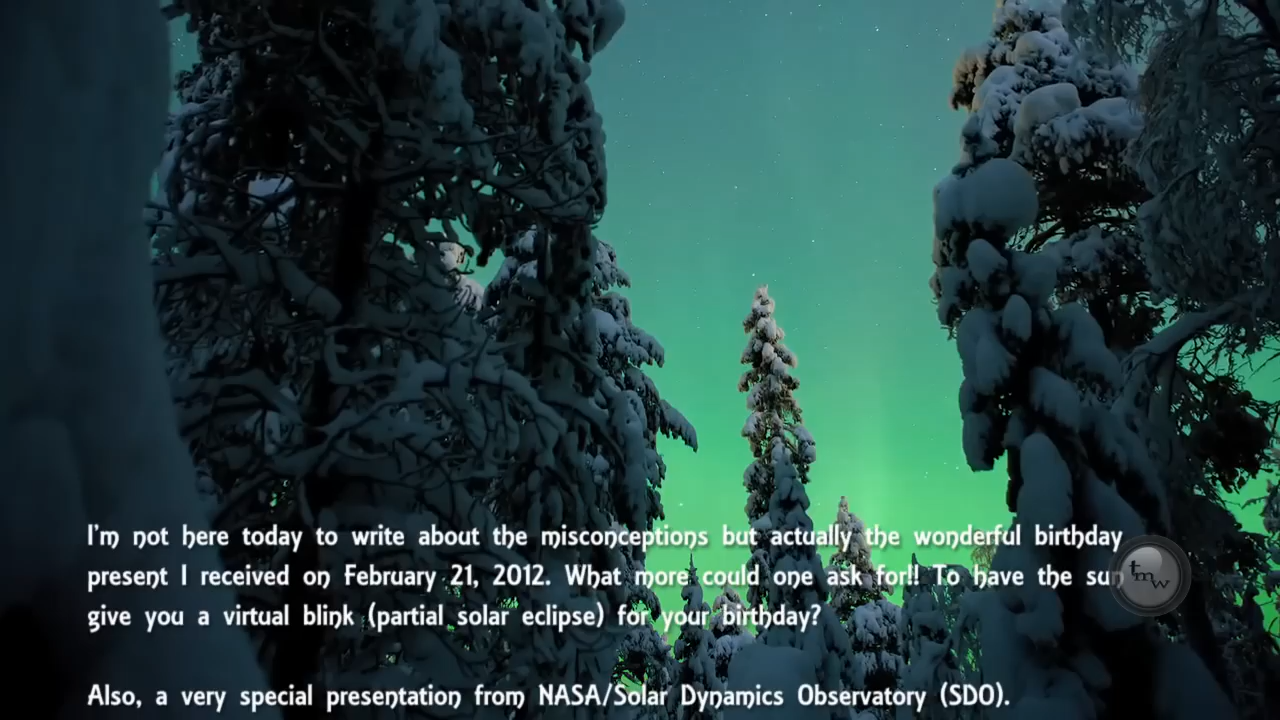 I'm not here today to write about the misconceptions but actually the wonderful birthday
present I received on February 21, 2012. What more could one ask for!! To have the sun
give you a virtual blink (partial solar eclipse) for your birthday?
Also, a very special presentation from NASA/Solar Dynamics Observatory (SDO).
tmw